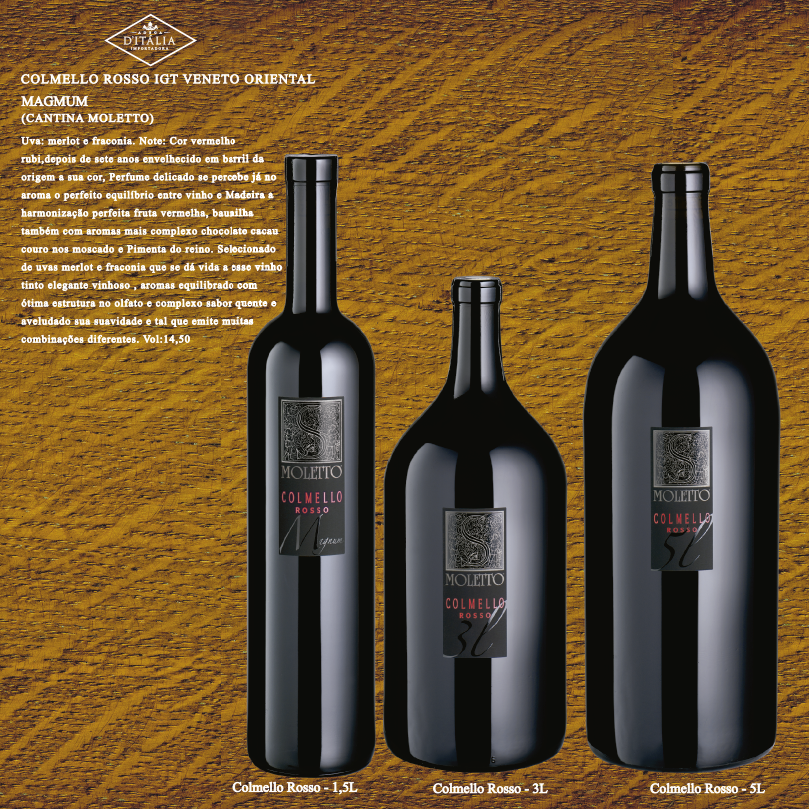 ADEGA
D'ITÁLIA
IMPORTADORA
COLMELLO ROSSO IGT VENETO ORIENTAL
MAGMUM
(CANTINA MOLETTO)
Uva: merlot e fraconia. Note: Cor vermelho
rubi,depois de sete anos envelhecido em barril da
origem a sua cor, Perfume delicado se percebe já no
aroma o perfeito equilíbrio entre vinho e Madeira a
harmonização perfeita fruta vermelha, bauailha
também com aromas mais complexo chocolate cacau
couro nos moscado e Pimenta do reino. Selecionado
de uvas merlot e fraconia que se dá vida a esse vinho
tinto elegante vinhoso , aromas equilibrado com
ótima estrutura no olfato e complexo sabor quente e
aveludado sua suavidade e tal que emite muitas
combinações diferentes. Vol:14,50
MOLETTO
COLMELLO
ROSSO
Magnum
MOLETTO
COLMELLO
ROSSO
3l
MOLETTO
COLMELLO
ROSSO
5l
Colmello Rosso - 1,5L
Colmello Rosso - 3L
Colmello Rosso - 5L